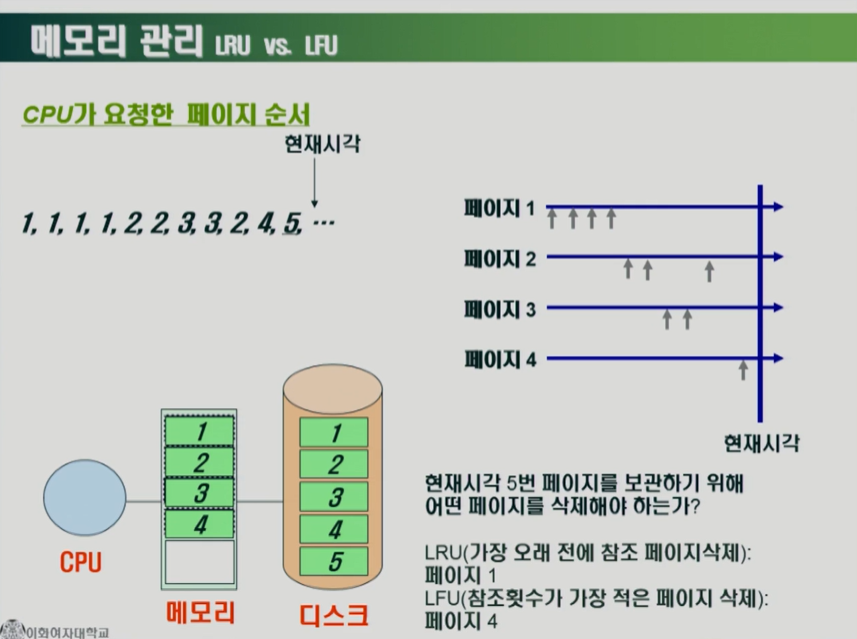 메모리 관리 LRU vs. LFU
CPU가 요청한 페이지 순서
현재시각
1, 1, 1, 1, 2, 2, 3, 3, 2, 4, 5, ···
페이지 1
페이지 2
페이지 3
페이지 4
현재시각
1
2
3
4
1
2
3
4
5
CPU
메모리
디스크
현재시각 5번 페이지를 보관하기 위해
어떤 페이지를 삭제해야 하는가?
LRU(가장 오래 전에 참조 페이지삭제):
페이지 1
LFU(참조횟수가 가장 적은 페이지 삭제):
페이지 4
이화여자대학교